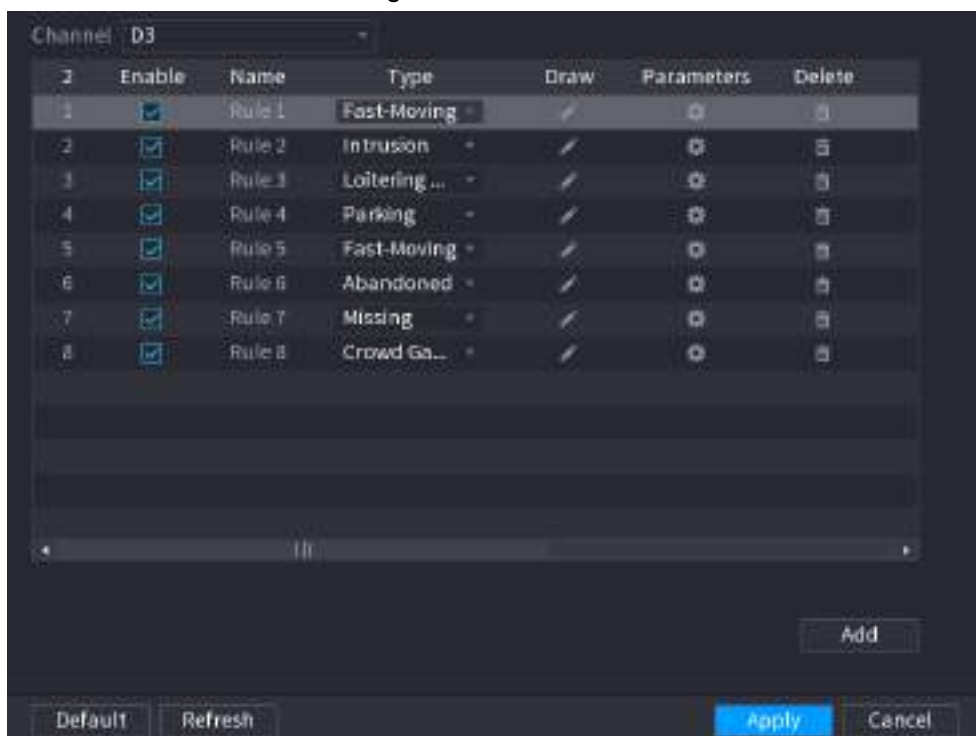 Channel D3
2 Enable Name Type Draw Parameters Delete
1 Rule 1 Fast-Moving
2 Rule 2 Intrusion
3 Rule 3 Loitering ...
4 Rule 4 Parking
5 Rule 5 Fast-Moving
6 Rule 6 Abandoned
7 Rule 7 Missing
8 Rule 8 Crowd Ga...
Add
Default Refresh Apply Cancel